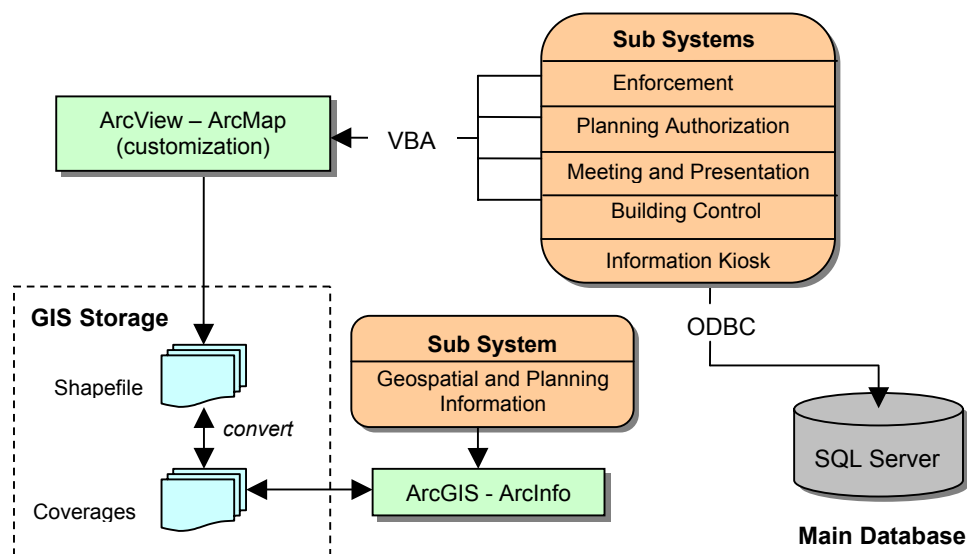 Sub Systems
Enforcement
Planning Authorization
Meeting and Presentation
Building Control
Information Kiosk
ArcView – ArcMap
(customization)
VBA
ODBC
GIS Storage
Shapefile
convert
Coverages
Sub System
Geospatial and Planning
Information
ArcGIS - ArcInfo
SQL Server
Main Database